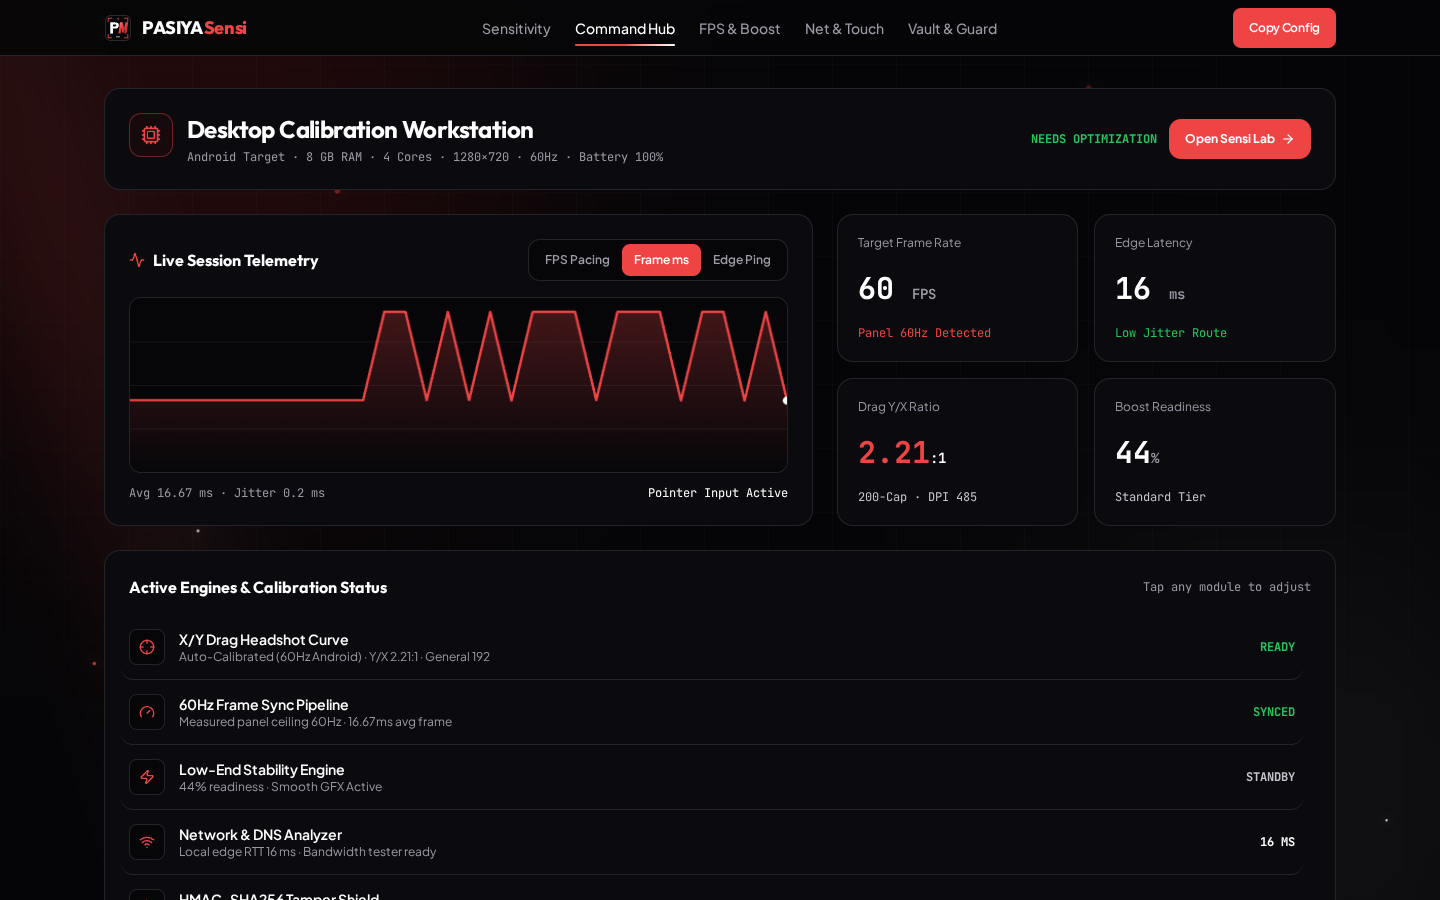 PM PASIYA Sensi
Sensitivity
Command Hub
FPS & Boost
Net & Touch
Vault & Guard
Copy Config
Desktop Calibration Workstation
Android Target · 8 GB RAM · 4 Cores · 1280×720 · 60Hz · Battery 100%
NEEDS OPTIMIZATION
Open Sensi Lab →
Live Session Telemetry
FPS Pacing
Frame ms
Edge Ping
Avg 16.67 ms · Jitter 0.2 ms
Pointer Input Active
Target Frame Rate
60 FPS
Panel 60Hz Detected
Edge Latency
16 ms
Low Jitter Route
Drag Y/X Ratio
2.21:1
200-Cap · DPI 485
Boost Readiness
44%
Standard Tier
Active Engines & Calibration Status
Tap any module to adjust
X/Y Drag Headshot Curve
Auto-Calibrated (60Hz Android) · Y/X 2.21:1 · General 192
READY
60Hz Frame Sync Pipeline
Measured panel ceiling 60Hz · 16.67ms avg frame
SYNCED
Low-End Stability Engine
44% readiness · Smooth GFX Active
STANDBY
Network & DNS Analyzer
Local edge RTT 16 ms · Bandwidth tester ready
16 MS
HMAC-SHA256 Tamper Shield